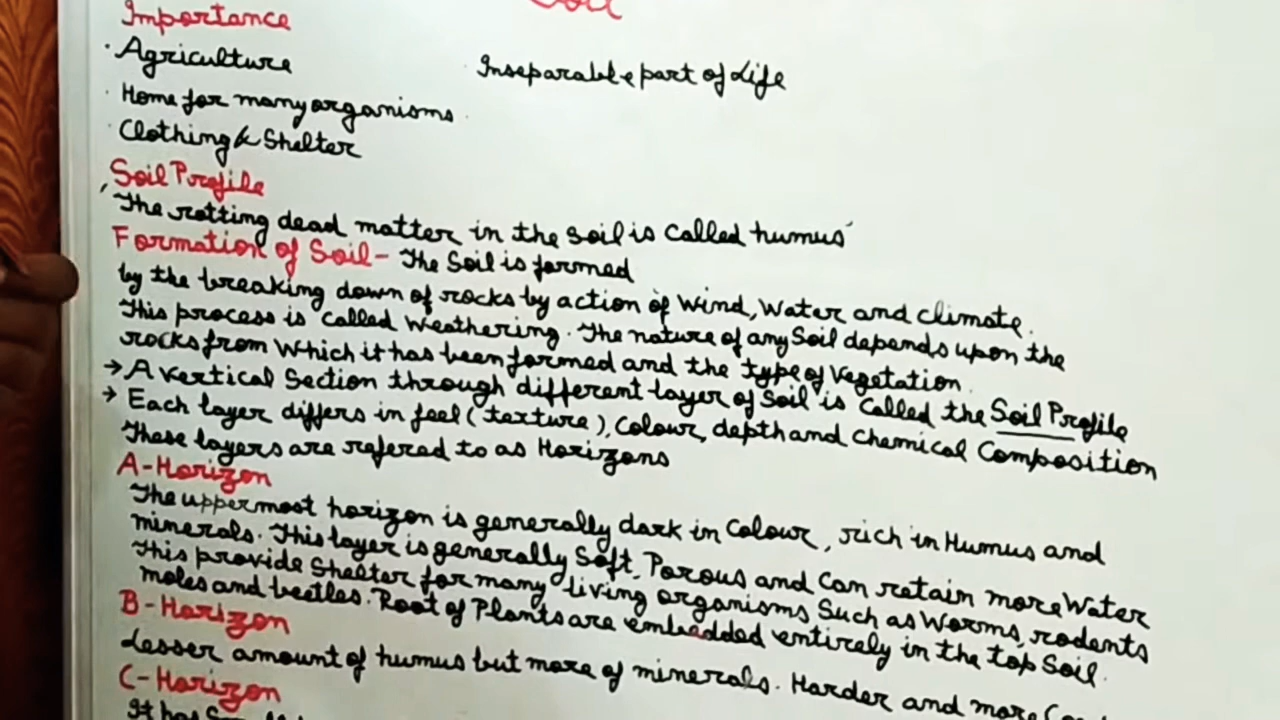 Soil
Importance
· Agriculture
Inseparable part of Life
· Home for many organisms
· Clothing & Shelter
Soil Profile
The rotting dead matter in the soil is called humus
Formation of Soil - The Soil is formed
by the breaking down of rocks by action of wind, water and climate.
This process is called Weathering. The nature of any Soil depends upon the
rocks from which it has been formed and the type of vegetation.
→ A vertical Section through different layer of Soil is called the Soil Profile
→ Each layer differs in feel (texture), Colour, depth and Chemical Composition
These layers are refered to as Horizons
A-Horizon
The uppermost horizon is generally dark in Colour, rich in Humus and
minerals. This layer is generally Soft, Porous and Can retain more Water
This provide Shelter for many living organisms Such as Worms, rodents
moles and beetles. Root of Plants are embedded entirely in the top Soil.
B-Horizon
Lesser amount of humus but more of minerals. Harder and more
C-Horizon
It has